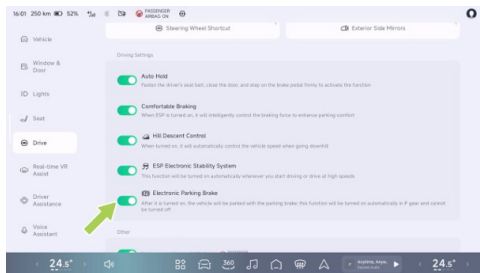 16:01 250 km 52%
PASSENGER
AIRBAG ON
Steering Wheel Shortcut
Exterior Side Mirrors
Vehicle
Window &
Door
Lights
Seat
Drive
Real-time VR
Assist
Driver
Assistance
Voice
Assistant
Driving Settings
Auto Hold
Fasten the driver's seat belt, close the door, and step on the brake pedal firmly to activate the function
Comfortable Braking
When ESP is turned on, it will intelligently control the braking force to enhance parking comfort
Hill Descent Control
When turned on, it will automatically control the vehicle speed when going downhill
ESP Electronic Stability System
This function will be turned on automatically whenever you start driving or drive at high speeds
Electronic Parking Brake
After it is turned on, the vehicle will be parked with the parking brake; this function will be turned on automatically in P gear and cannot
be turned off
Other
24.5°
360
Anytime, Anyw..
24.5°